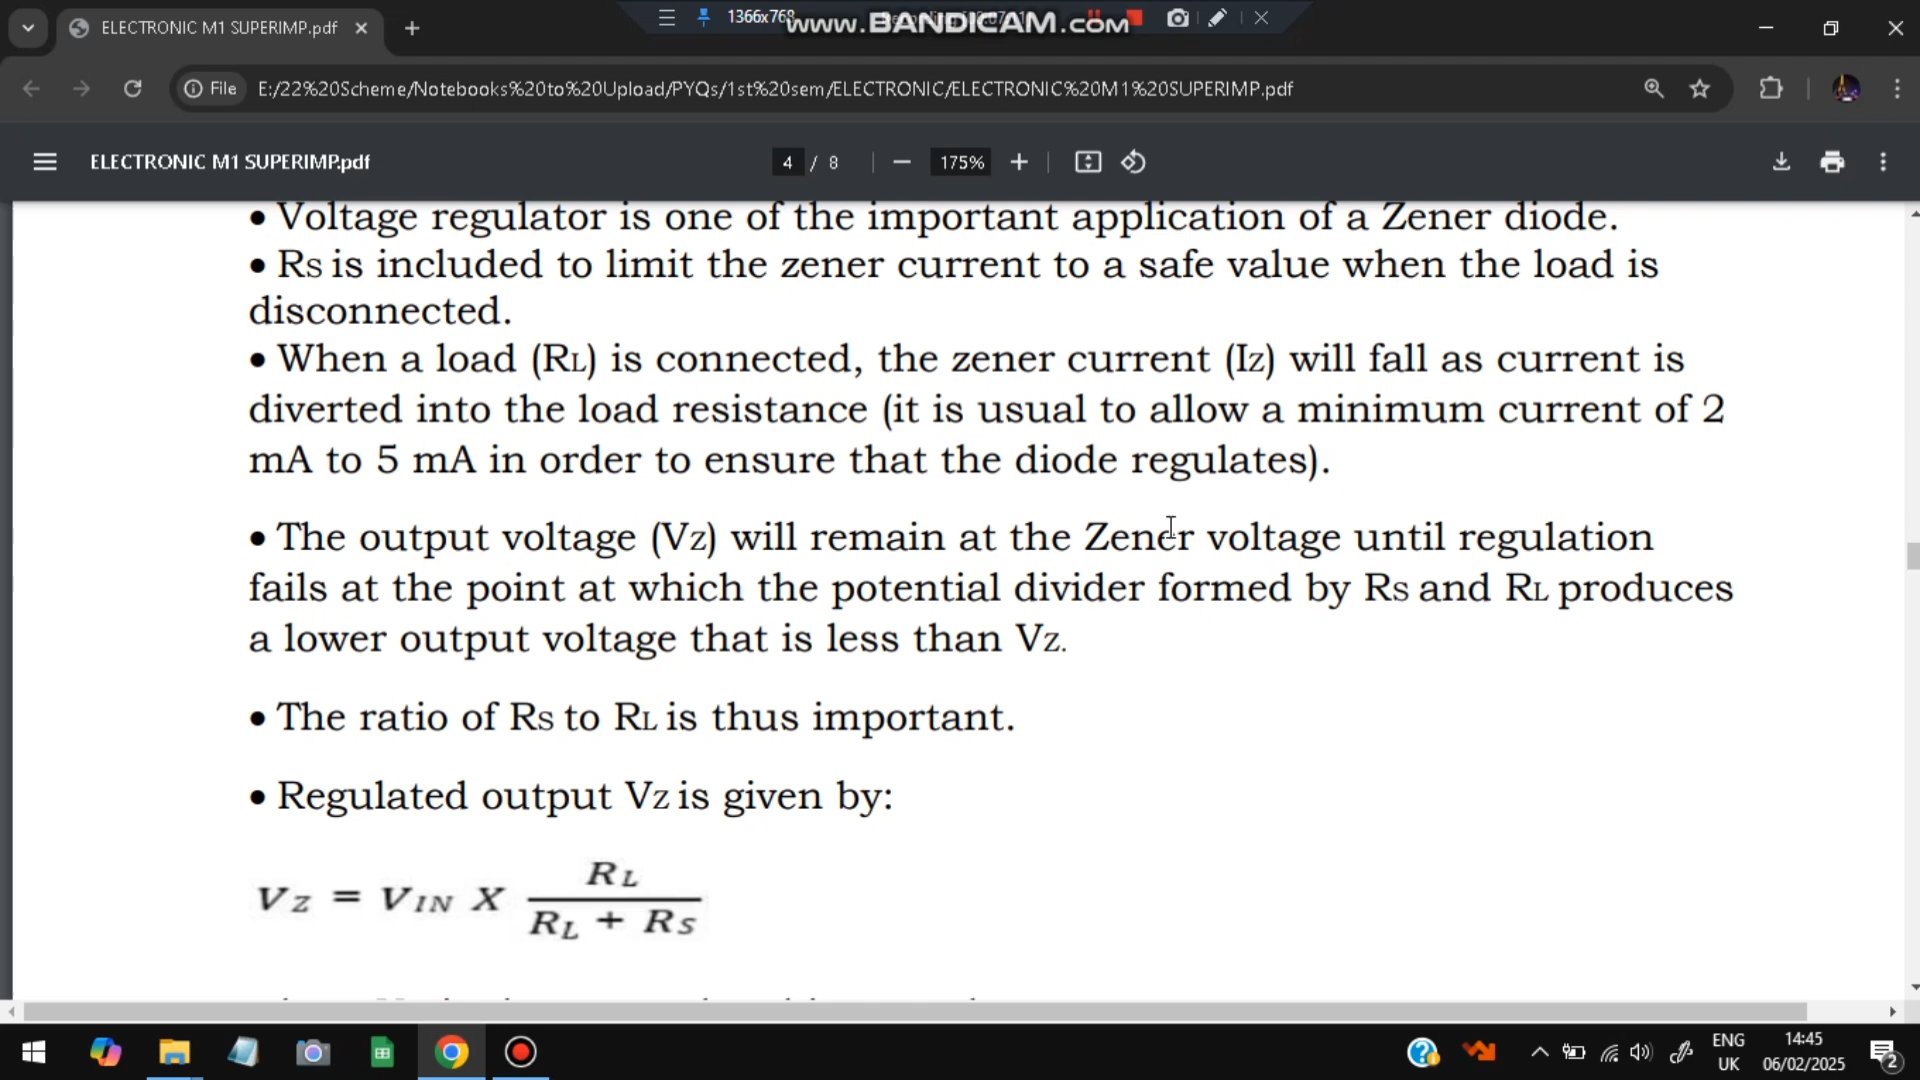 ELECTRONIC M1 SUPERIMP.pdf
1366x768
www.BANDICAM.com
File
E:/22%20Scheme/Notebooks%20to%20Upload/PYQs/1st%20sem/ELECTRONIC/ELECTRONIC%20M1%20SUPERIMP.pdf
ELECTRONIC M1 SUPERIMP.pdf
4 / 8
175%
• Voltage regulator is one of the important application of a Zener diode.
• RS is included to limit the zener current to a safe value when the load is
disconnected.
• When a load (RL) is connected, the zener current (IZ) will fall as current is
diverted into the load resistance (it is usual to allow a minimum current of 2
mA to 5 mA in order to ensure that the diode regulates).
• The output voltage (VZ) will remain at the Zener voltage until regulation
fails at the point at which the potential divider formed by RS and RL produces
a lower output voltage that is less than VZ.
• The ratio of RS to RL is thus important.
• Regulated output VZ is given by:
RL
VZ = VIN X
RL + RS
ENG
UK
14:45
06/02/2025
2